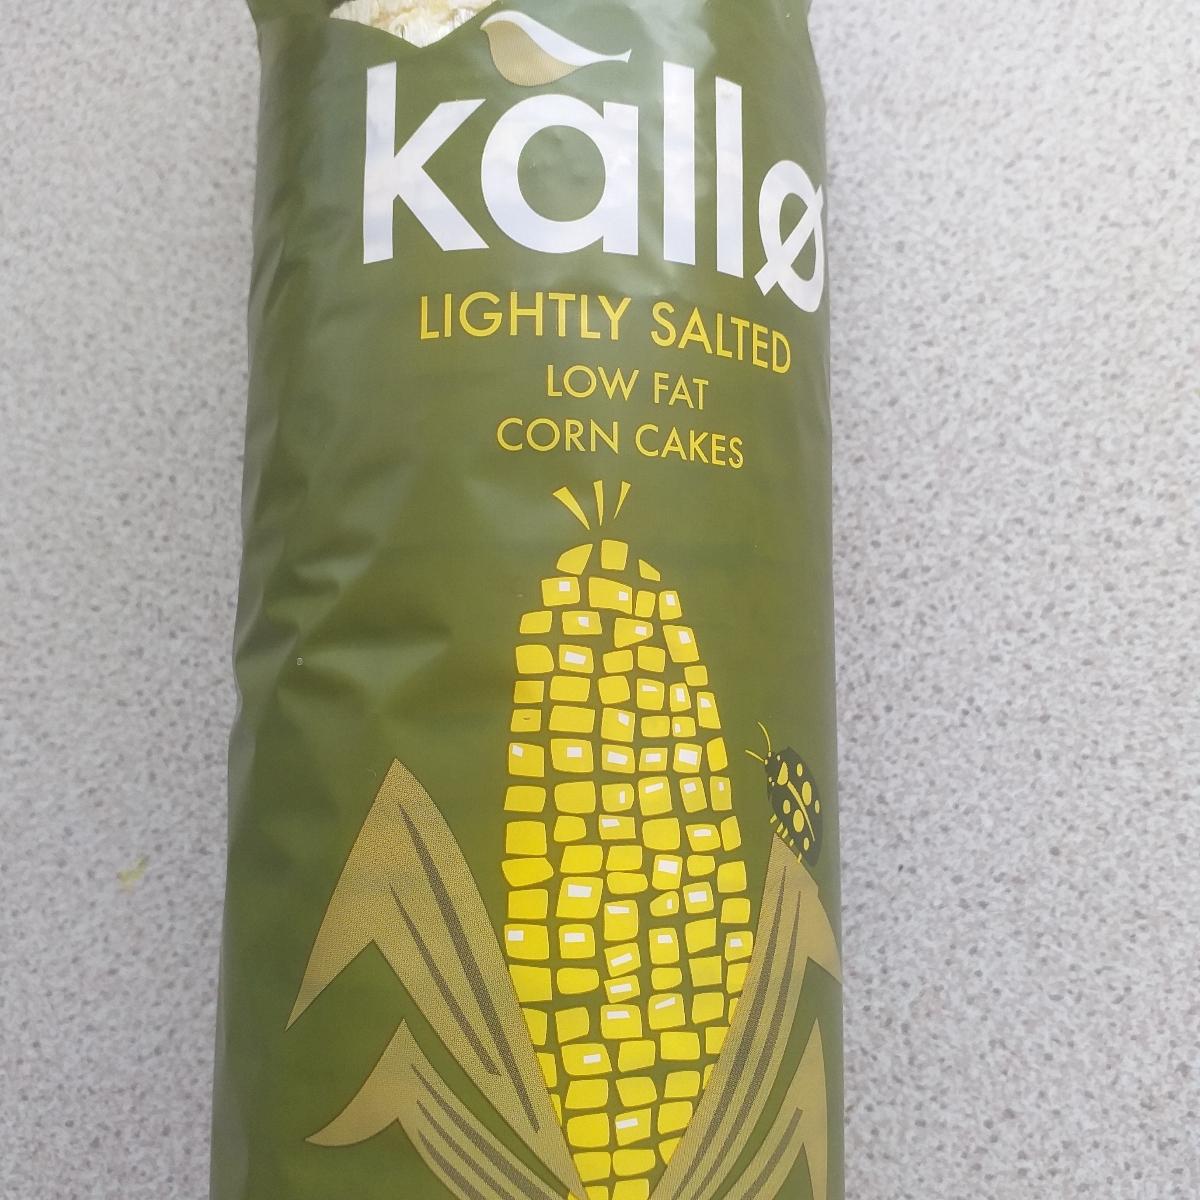 kallø
LIGHTLY SALTED
LOW FAT
CORN CAKES